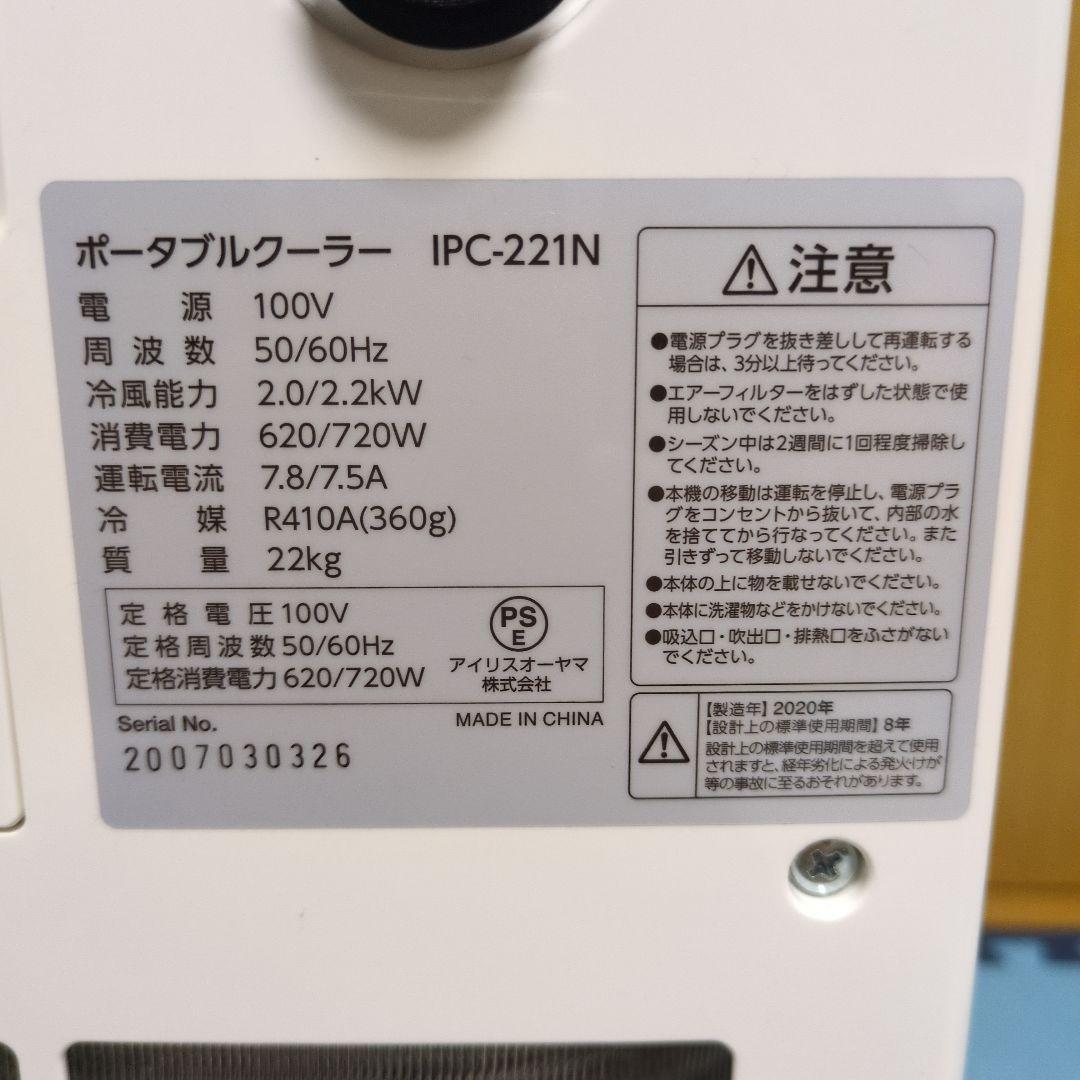 ポータブルクーラー IPC-221N
電源 100V
周波数 50/60Hz
冷風能力 2.0/2.2kW
消費電力 620/720W
運転電流 7.8/7.5A
冷媒 R410A(360g)
質量 22kg
定格電圧 100V
定格周波数 50/60Hz
定格消費電力 620/720W
PS
E
アイリスオーヤマ
株式会社
Serial No.
MADE IN CHINA
2007030326
注意
●電源プラグを抜き差しして再運転する
場合は、3分以上待ってください。
●エアーフィルターをはずした状態で使
用しないでください。
●シーズン中は2週間に1回程度掃除し
てください。
●本機の移動は運転を停止し、電源プラ
グをコンセントから抜いて、内部の水
を捨ててから行なってください。また
引きずって移動しないでください。
●本体の上に物を載せないでください。
●本体に洗濯物などをかけないでください。
●吸込口・吹出口・排熱口をふさがない
でください。
【製造年】2020年
【設計上の標準使用期間】8年
設計上の標準使用期間を超えて使用
されますと、経年劣化による発火けが
等の事故に至るおそれがあります。